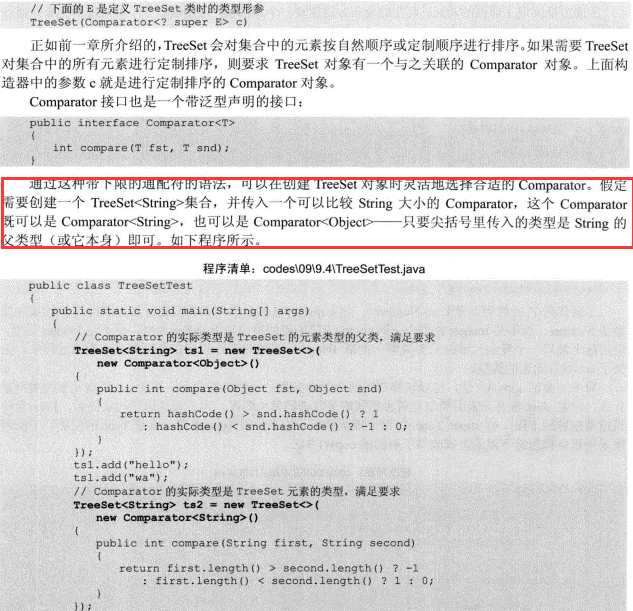 // 下面的 E 是定义 TreeSet 类时的类型形参
TreeSet(Comparator<? super E> c)
正如前一章所介绍的，TreeSet 会对集合中的元素按自然顺序或定制顺序进行排序。如果需要 TreeSet
对集合中的所有元素进行定制排序，则要求 TreeSet 对象有一个与之关联的 Comparator 对象。上面构
造器中的参数 c 就是进行定制排序的 Comparator 对象。
Comparator 接口也是一个带泛型声明的接口：
public interface Comparator<T>
{
int compare(T fst, T snd);
}
通过这种带下限的通配符的语法，可以在创建 TreeSet 对象时灵活地选择合适的 Comparator。假定
需要创建一个 TreeSet<String>集合，并传入一个可以比较 String 大小的 Comparator，这个 Comparator
既可以是 Comparator<String>，也可以是 Comparator<Object>——只要尖括号里传入的类型是 String 的
父类型（或它本身）即可。如下程序所示。
程序清单：codes\09\9.4\TreeSetTest.java
public class TreeSetTest
{
public static void main(String[] args)
{
// Comparator 的实际类型是 TreeSet 的元素类型的父类，满足要求
TreeSet<String> ts1 = new TreeSet<>(
new Comparator<Object>()
{
public int compare(Object fst, Object snd)
{
return hashCode() > snd.hashCode() ? 1
: hashCode() < snd.hashCode() ? -1 : 0;
}
});
ts1.add("hello");
ts1.add("wa");
// Comparator 的实际类型是 TreeSet 元素的类型，满足要求
TreeSet<String> ts2 = new TreeSet<>(
new Comparator<String>()
{
public int compare(String first, String second)
{
return first.length() > second.length() ? -1
: first.length() < second.length() ? 1 : 0;
}
});